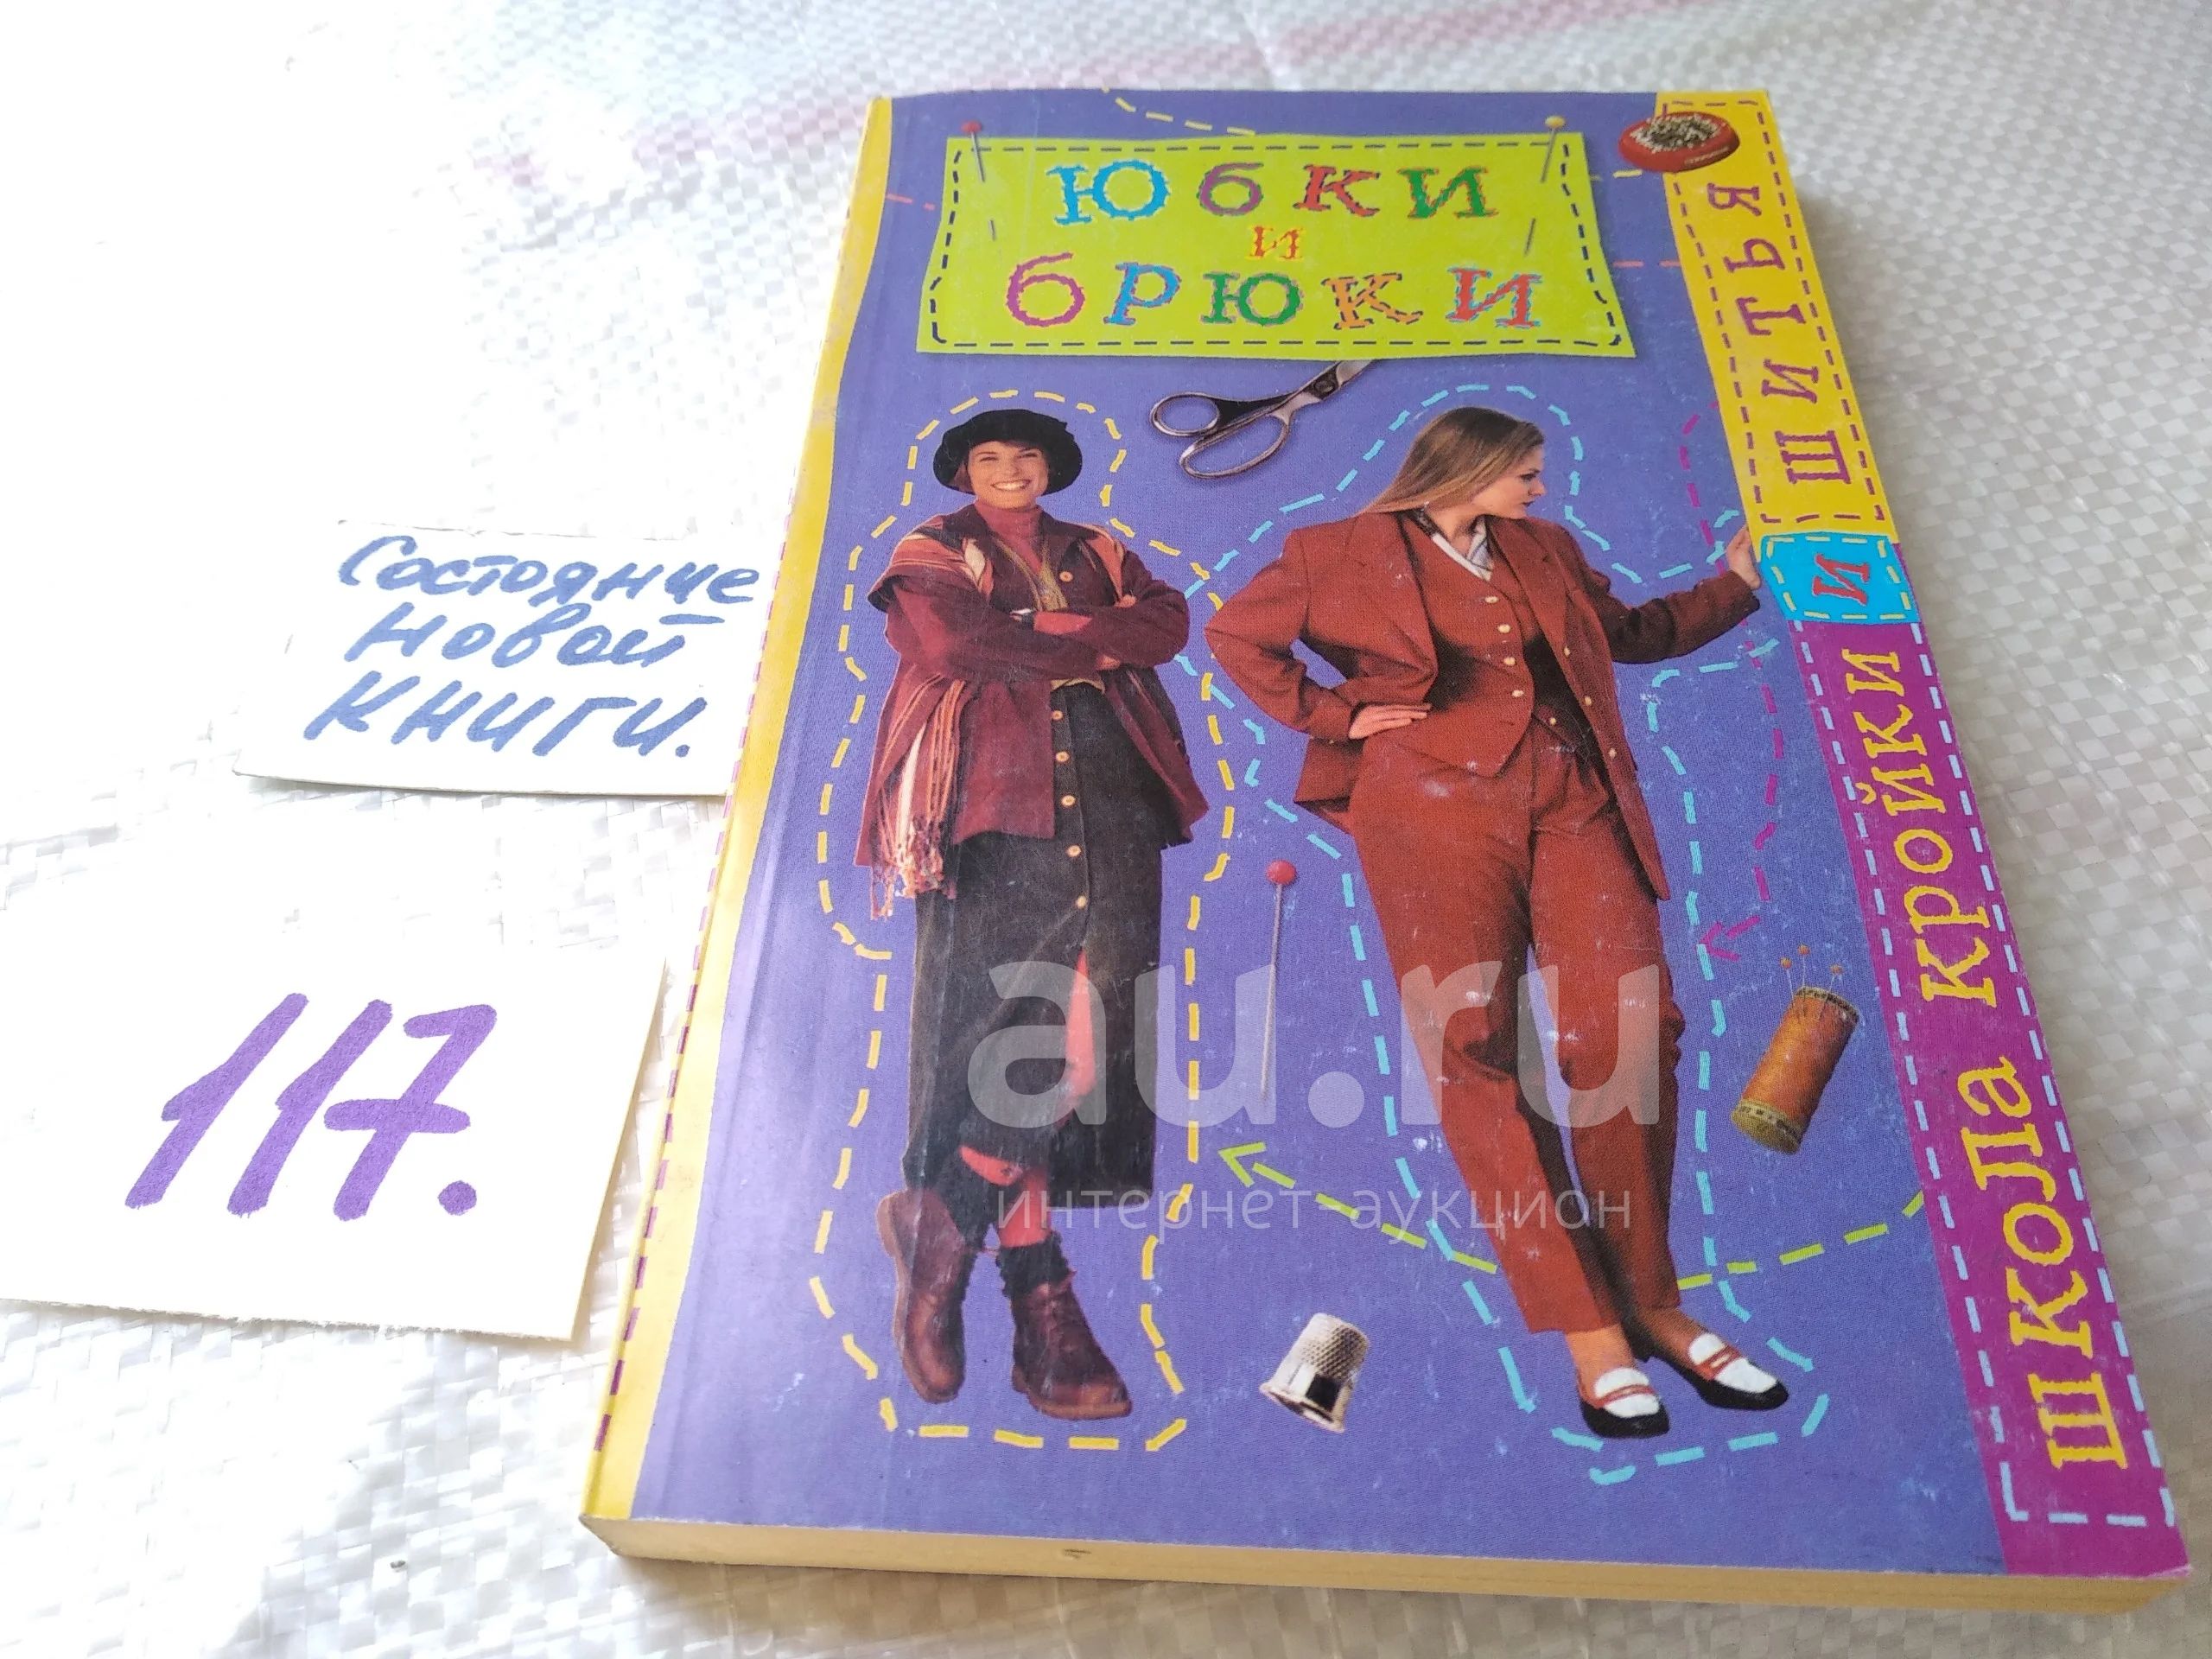 Юбки
и
брюки
школа кройки и шитья
Состояние
новой
книги.
117.
au.ru
интернет-аукцион